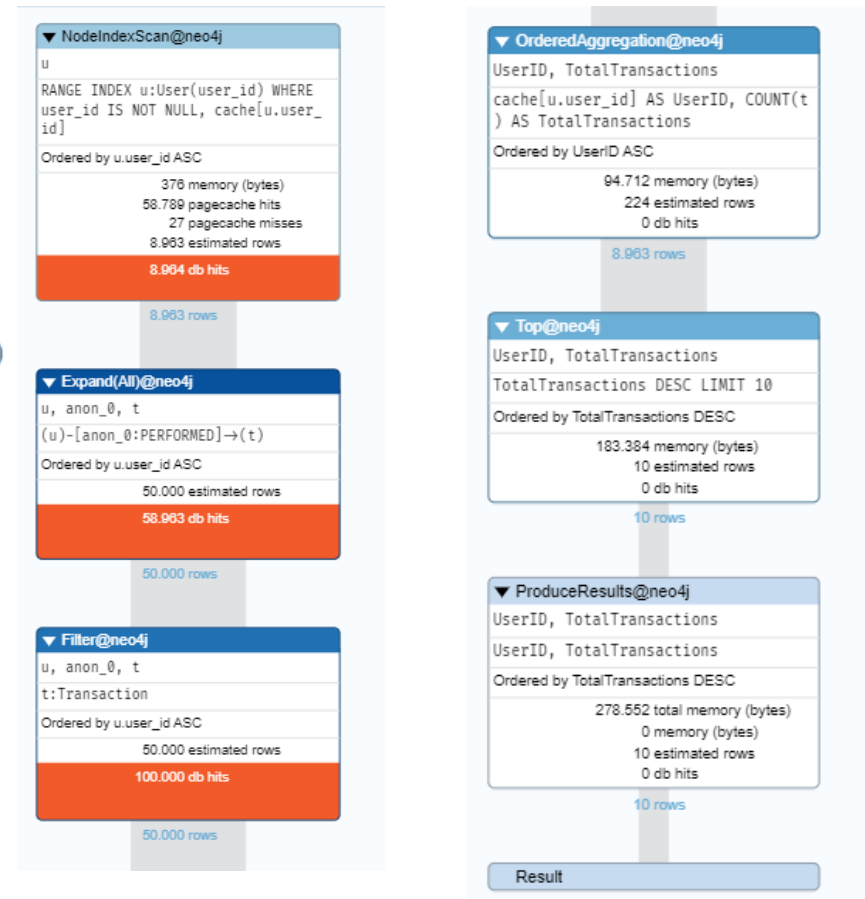 NodeIndexScan@neo4j
u
RANGE INDEX u:User(user_id) WHERE
user_id IS NOT NULL, cache[u.user_
id]
Ordered by u.user_id ASC
376 memory (bytes)
58.789 pagecache hits
27 pagecache misses
8.963 estimated rows
8.964 db hits
8.963 rows
Expand(All)@neo4j
u, anon_0, t
(u)-[anon_0:PERFORMED]->(t)
Ordered by u.user_id ASC
50.000 estimated rows
58.963 db hits
50.000 rows
Filter@neo4j
u, anon_0, t
t:Transaction
Ordered by u.user_id ASC
50.000 estimated rows
100.000 db hits
50.000 rows
OrderedAggregation@neo4j
UserID, TotalTransactions
cache[u.user_id] AS UserID, COUNT(t
) AS TotalTransactions
Ordered by UserID ASC
94.712 memory (bytes)
224 estimated rows
0 db hits
8.963 rows
Top@neo4j
UserID, TotalTransactions
TotalTransactions DESC LIMIT 10
Ordered by TotalTransactions DESC
183.384 memory (bytes)
10 estimated rows
0 db hits
10 rows
ProduceResults@neo4j
UserID, TotalTransactions
UserID, TotalTransactions
Ordered by TotalTransactions DESC
278.552 total memory (bytes)
0 memory (bytes)
10 estimated rows
0 db hits
10 rows
Result